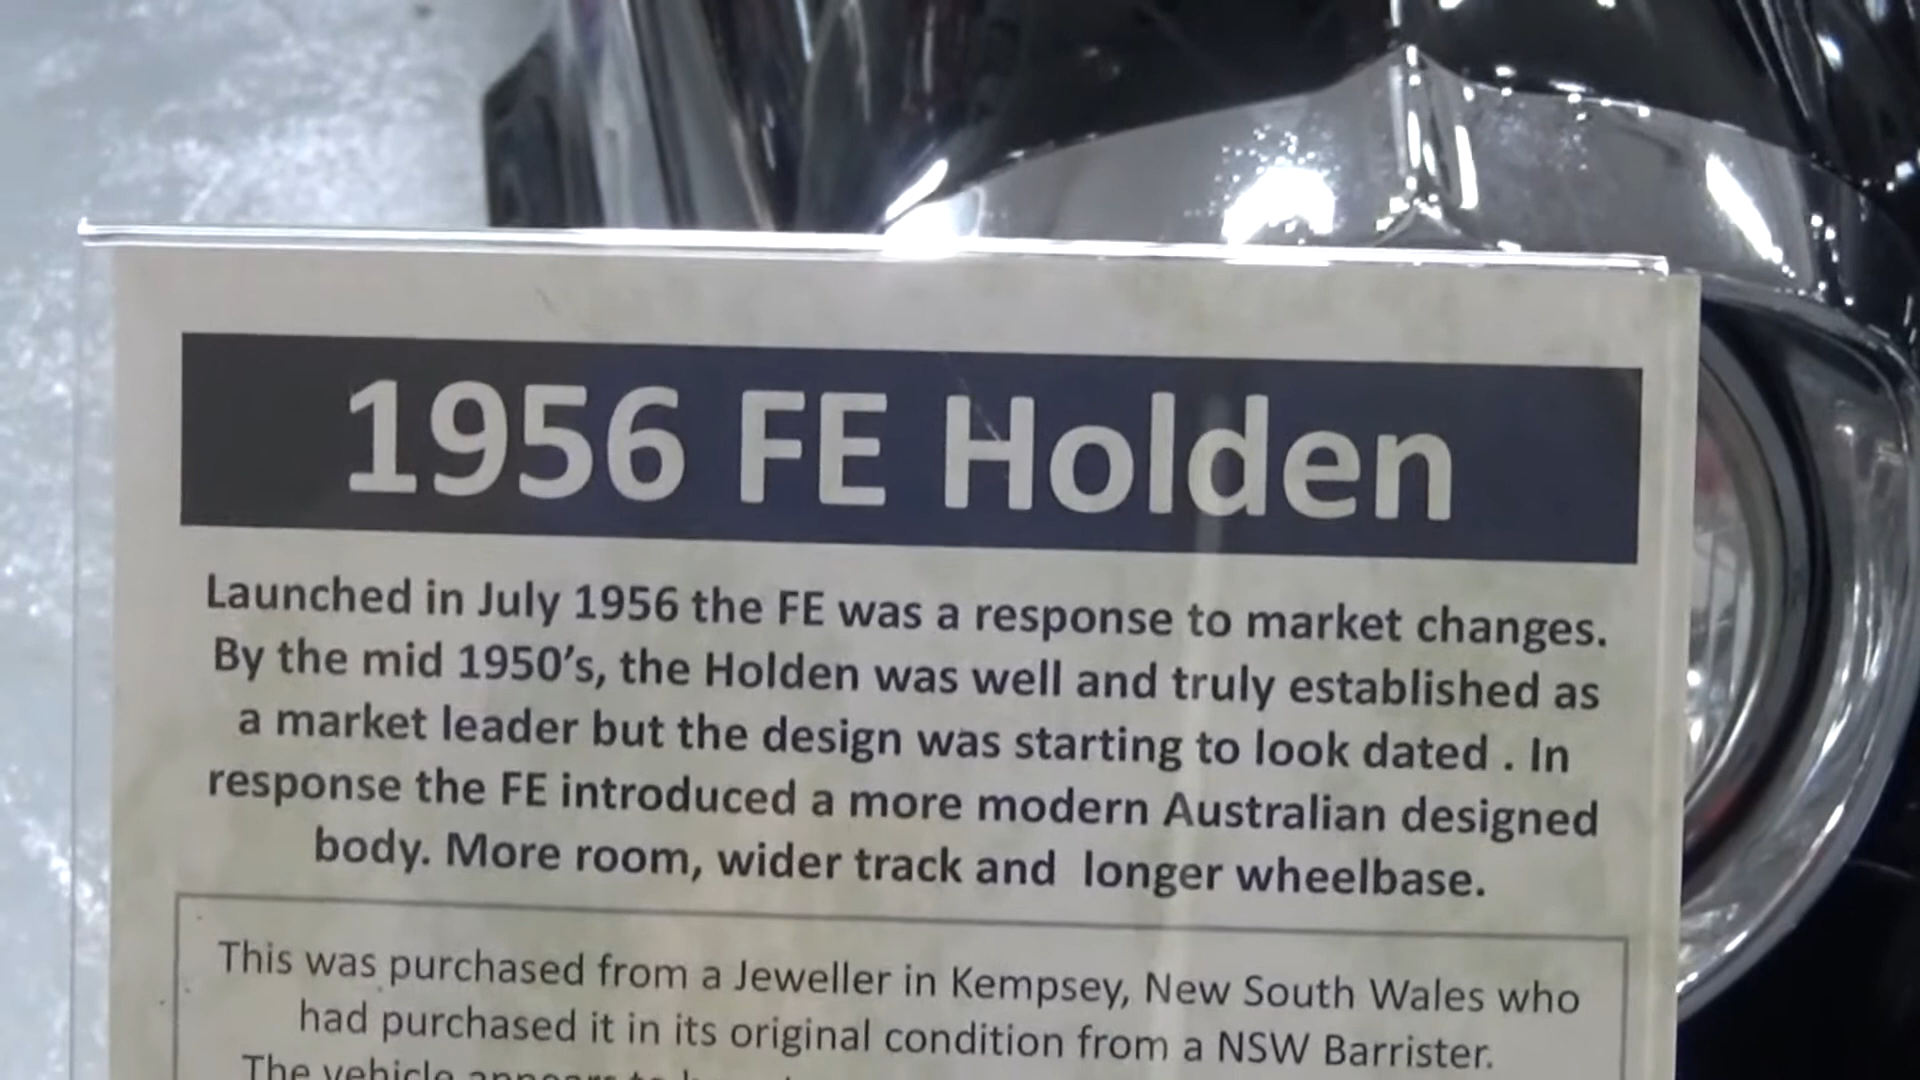 1956 FE Holden
Launched in July 1956 the FE was a response to market changes.
By the mid 1950’s, the Holden was well and truly established as
a market leader but the design was starting to look dated . In
response the FE introduced a more modern Australian designed
body. More room, wider track and  longer wheelbase.
This was purchased from a Jeweller in Kempsey, New South Wales who
had purchased it in its original condition from a NSW Barrister.
The vehicle appears to